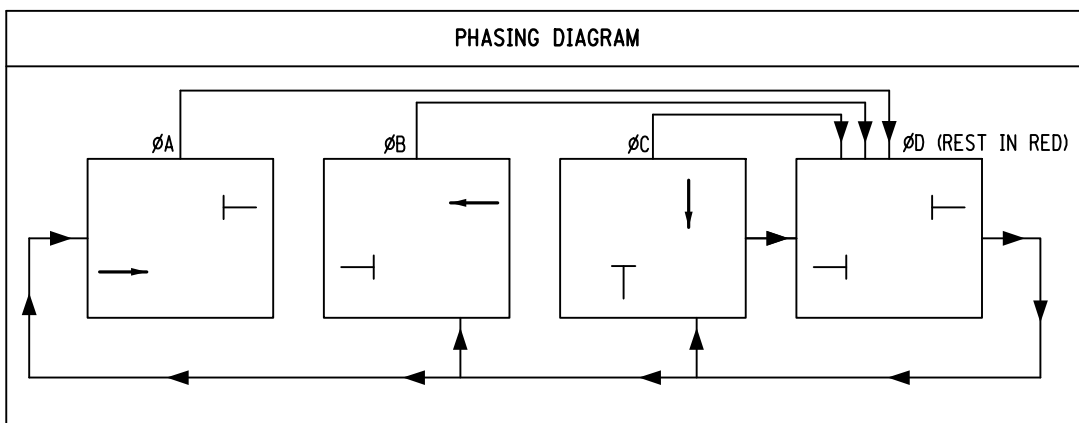 PHASING DIAGRAM
ØA
ØB
ØC
ØD (REST IN RED)